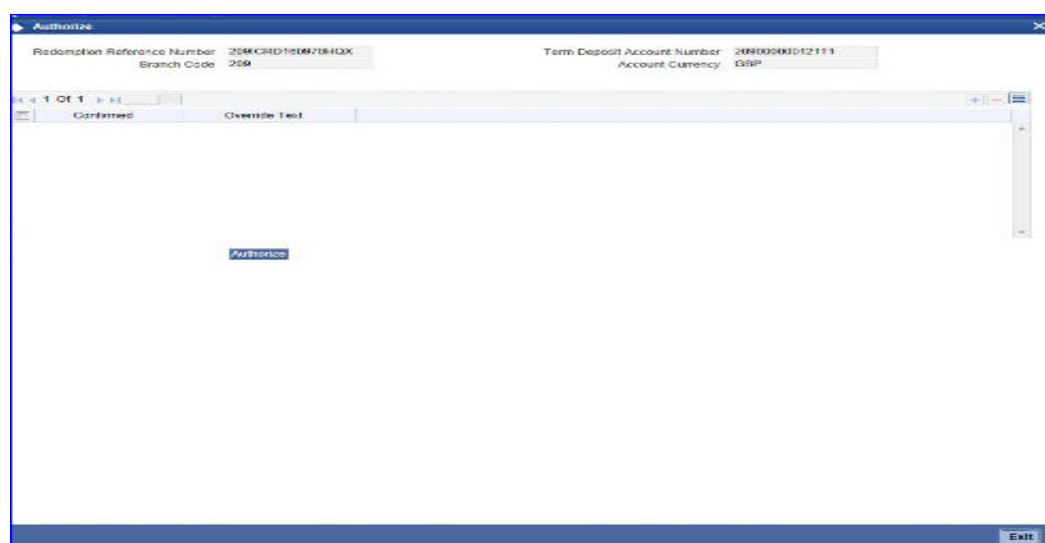 Authorize
Redemption Reference Number
Term Deposit Account Number 20900000012111
Branch Code 209
Account Currency GBP
1 Of 1
Confirmed Override Text
Authorize
Exit